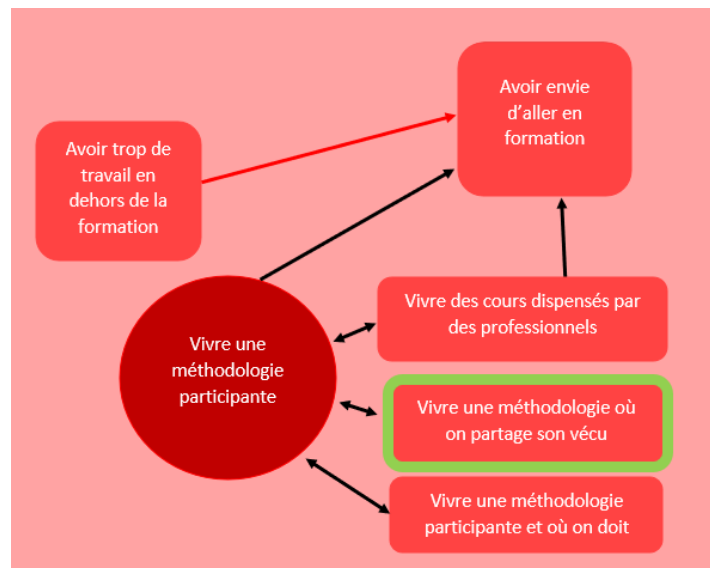 Avoir envie
d’aller en
formation
Avoir trop de
travail en
dehors de la
formation
Vivre une
méthodologie
participante
Vivre des cours dispensés par
des professionnels
Vivre une méthodologie où
on partage son vécu
Vivre une méthodologie
participante et où on doit